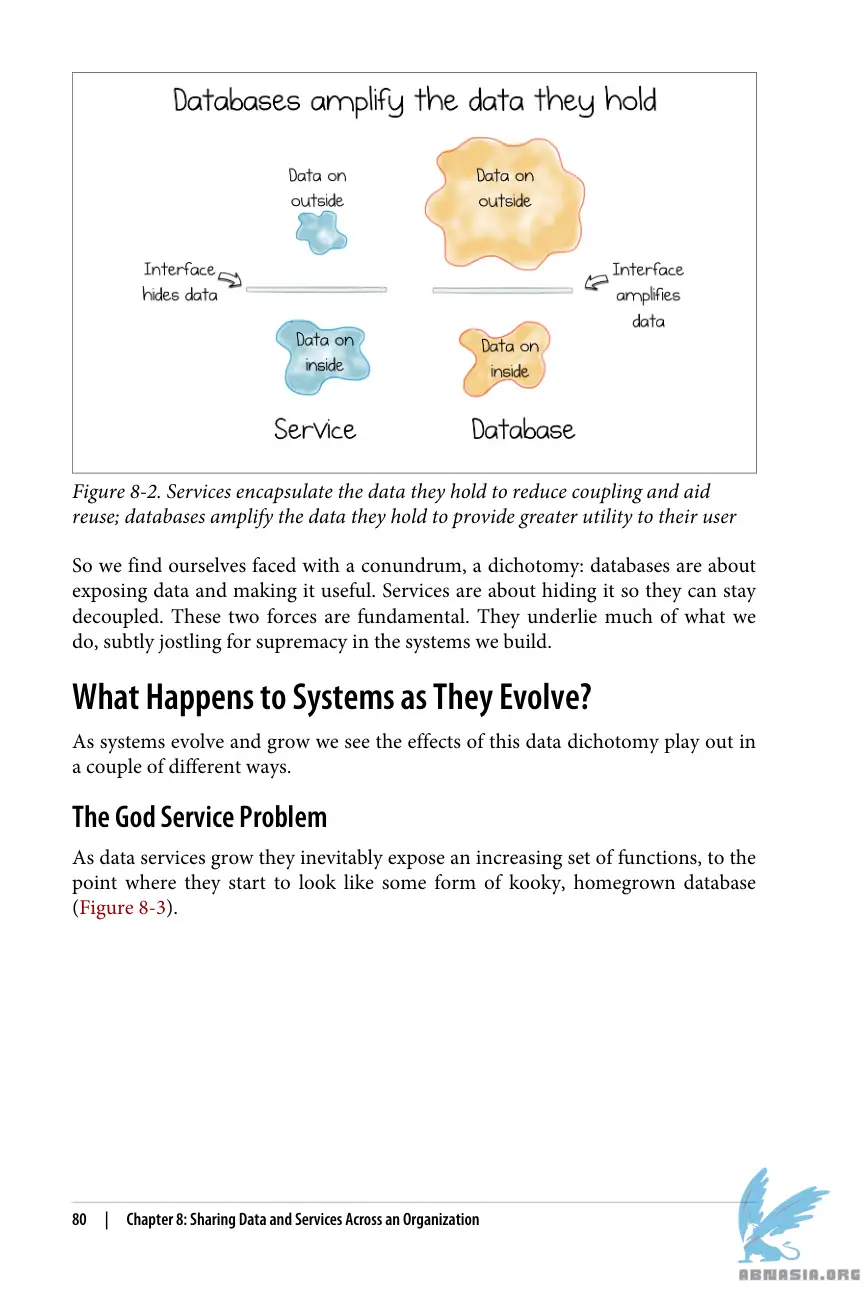 Databases amplify the data they hold
Data on
outside
Data on
outside
Interface
hides data
Interface
amplifies
data
Data on
inside
Data on
inside
Service
Database
Figure 8-2. Services encapsulate the data they hold to reduce coupling and aid
reuse; databases amplify the data they hold to provide greater utility to their user
So we find ourselves faced with a conundrum, a dichotomy: databases are about
exposing data and making it useful. Services are about hiding it so they can stay
decoupled. These two forces are fundamental. They underlie much of what we
do, subtly jostling for supremacy in the systems we build.
What Happens to Systems as They Evolve?
As systems evolve and grow we see the effects of this data dichotomy play out in
a couple of different ways.
The God Service Problem
As data services grow they inevitably expose an increasing set of functions, to the
point where they start to look like some form of kooky, homegrown database
(Figure 8-3).
80 | Chapter 8: Sharing Data and Services Across an Organization
ABNASIA.ORG